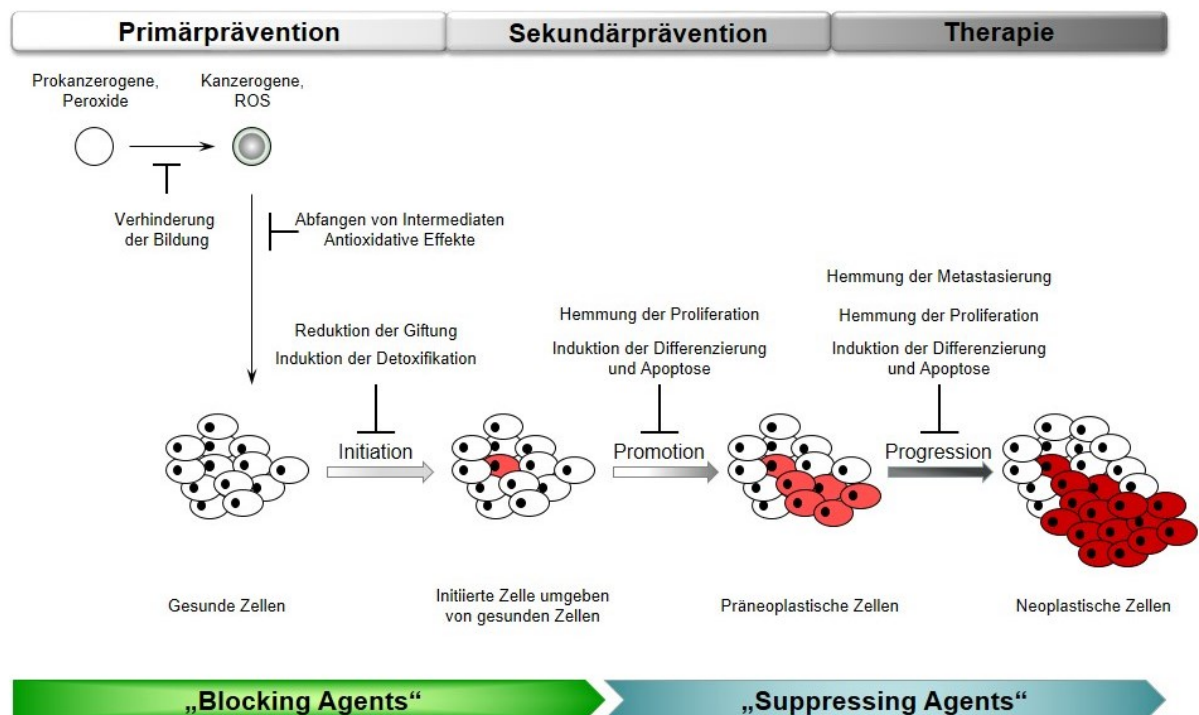 Primärprävention
Sekundärprävention
Therapie
Prokanzerogene,
Peroxide
Kanzerogene,
ROS
Verhinderung
der Bildung
Abfangen von Intermediaten
Antioxidative Effekte
Reduktion der Giftung
Induktion der Detoxifikation
Hemmung der Proliferation
Induktion der Differenzierung
und Apoptose
Hemmung der Metastasierung
Hemmung der Proliferation
Induktion der Differenzierung
und Apoptose
Initiation
Promotion
Progression
Gesunde Zellen
Initiierte Zelle umgeben
von gesunden Zellen
Präneoplastische Zellen
Neoplastische Zellen
„Blocking Agents“
„Suppressing Agents“